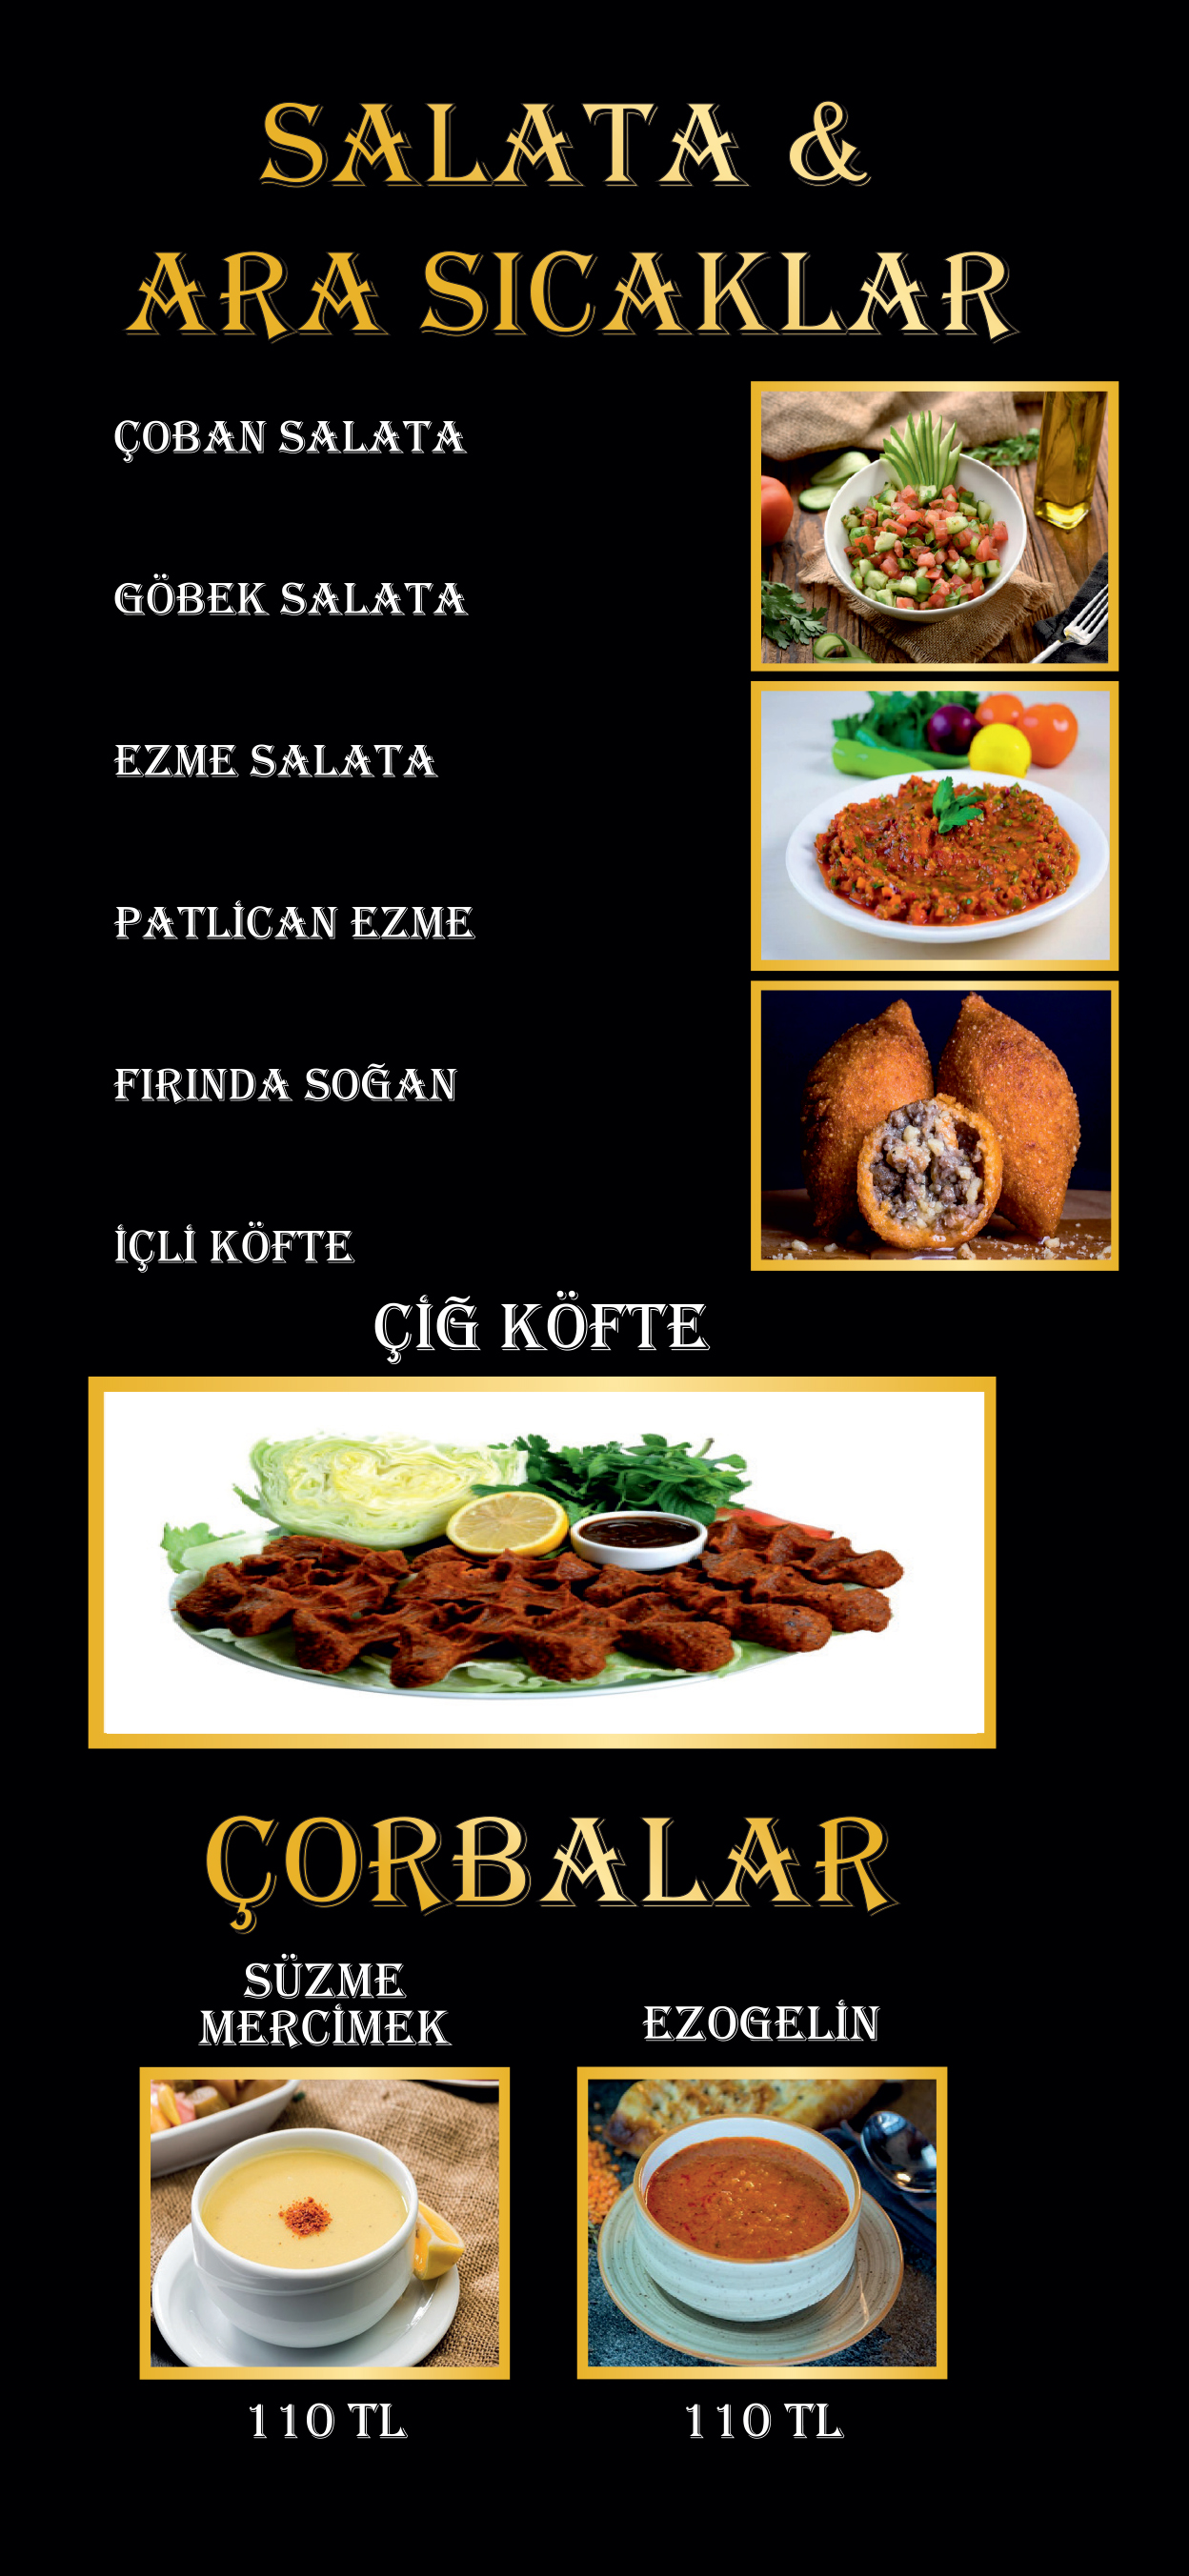 SALATA &
ARA SICAKLAR
ÇOBAN SALATA
GÖBEK SALATA
EZME SALATA
PATLİCAN EZME
FIRINDA SOĞAN
İÇLİ KÖFTE
ÇİĞ KÖFTE
ÇORBALAR
SÜZME
MERCİMEK
EZOGELİN
110 TL
110 TL